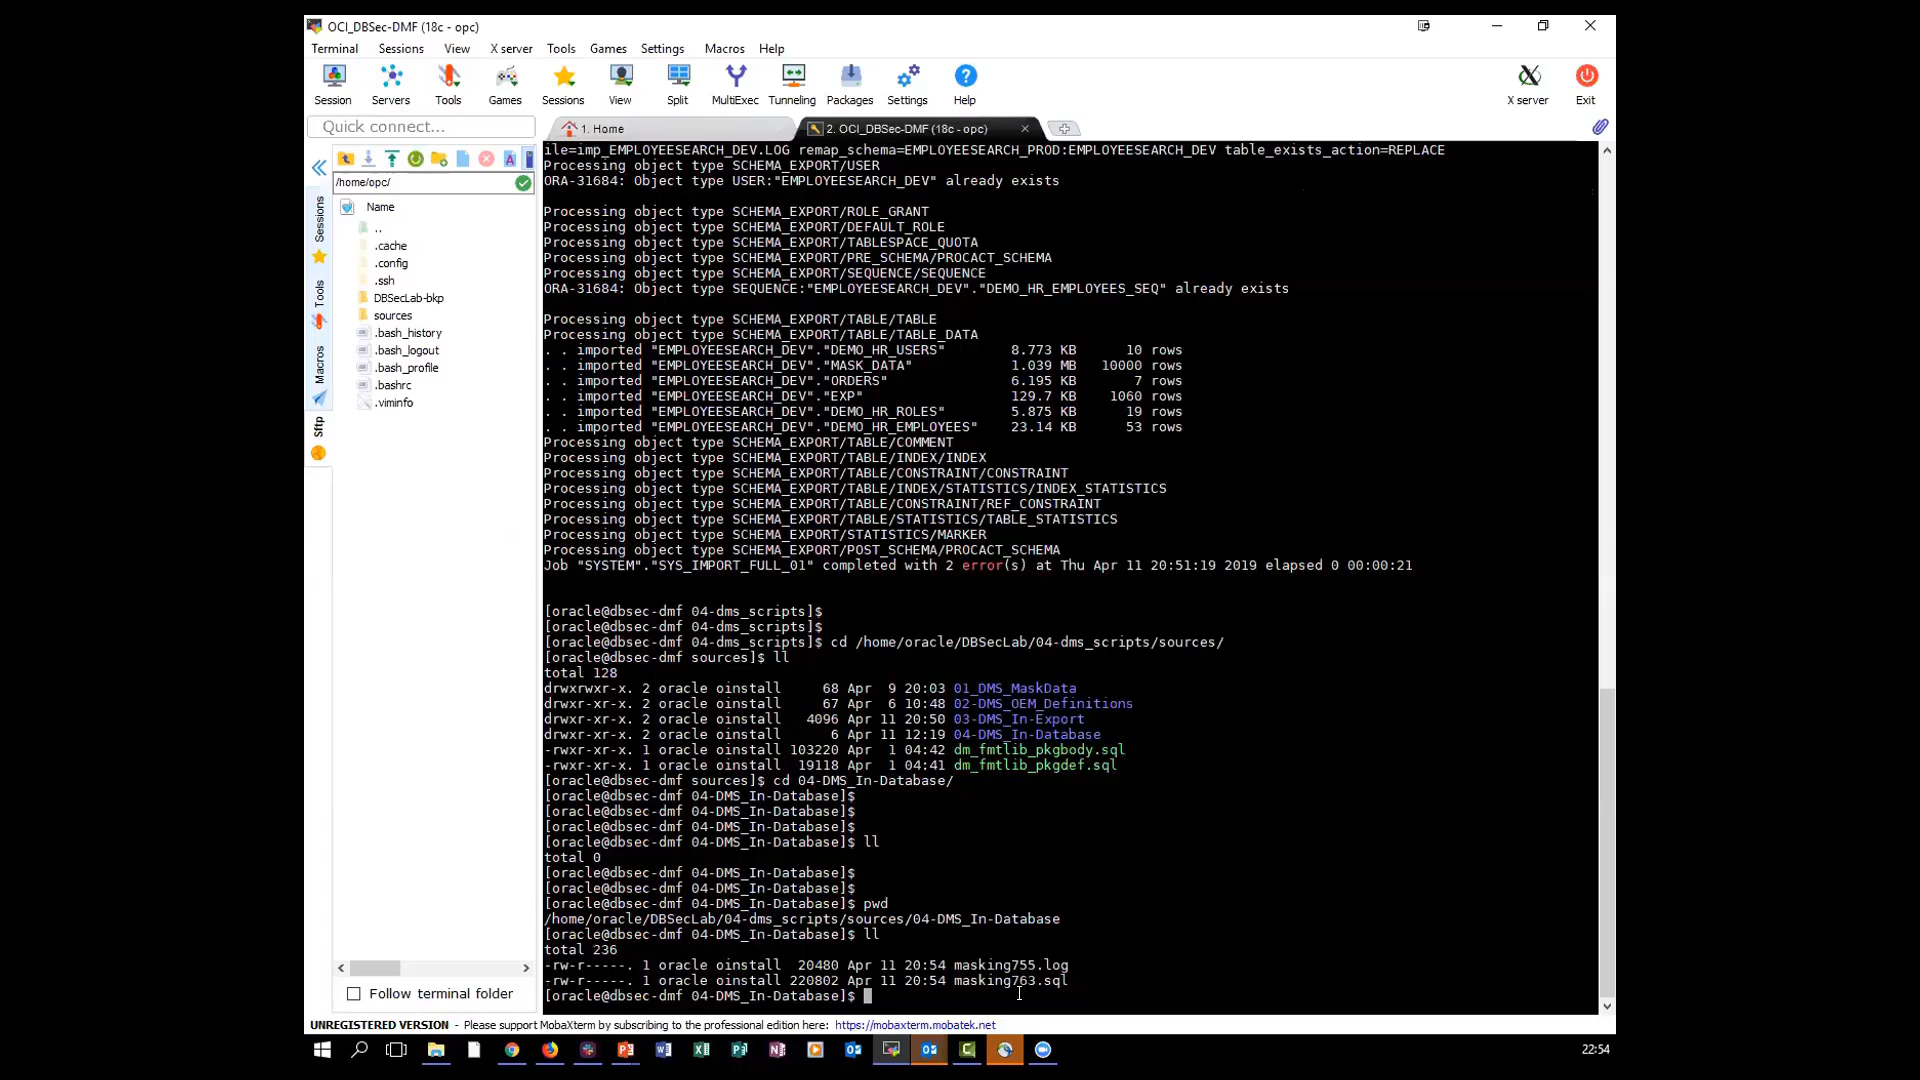 OCI_DBSec-DMF (18c - opc)
Terminal Sessions View X server Tools Games Settings Macros Help
Session Servers Tools Games Sessions View Split MultiExec Tunneling Packages Settings Help X server Exit
Quick connect...
1. Home
2. OCI_DBSec-DMF (18c - opc)
/home/opc/
Name
..
.cache
.config
.ssh
DBSecLab-bkp
sources
.bash_history
.bash_logout
.bash_profile
.bashrc
.viminfo
Sessions
Tools
Macros
Sftp
Follow terminal folder
ile=imp_EMPLOYEESEARCH_DEV.LOG remap_schema=EMPLOYEESEARCH_PROD:EMPLOYEESEARCH_DEV table_exists_action=REPLACE
Processing object type SCHEMA_EXPORT/USER
ORA-31684: Object type USER:"EMPLOYEESEARCH_DEV" already exists
Processing object type SCHEMA_EXPORT/ROLE_GRANT
Processing object type SCHEMA_EXPORT/DEFAULT_ROLE
Processing object type SCHEMA_EXPORT/TABLESPACE_QUOTA
Processing object type SCHEMA_EXPORT/PRE_SCHEMA/PROCACT_SCHEMA
Processing object type SCHEMA_EXPORT/SEQUENCE/SEQUENCE
ORA-31684: Object type SEQUENCE:"EMPLOYEESEARCH_DEV"."DEMO_HR_EMPLOYEES_SEQ" already exists
Processing object type SCHEMA_EXPORT/TABLE/TABLE
Processing object type SCHEMA_EXPORT/TABLE/TABLE_DATA
. . imported "EMPLOYEESEARCH_DEV"."DEMO_HR_USERS" 8.773 KB 10 rows
. . imported "EMPLOYEESEARCH_DEV"."MASK_DATA" 1.039 MB 10000 rows
. . imported "EMPLOYEESEARCH_DEV"."ORDERS" 6.195 KB 7 rows
. . imported "EMPLOYEESEARCH_DEV"."EXP" 129.7 KB 1060 rows
. . imported "EMPLOYEESEARCH_DEV"."DEMO_HR_ROLES" 5.875 KB 19 rows
. . imported "EMPLOYEESEARCH_DEV"."DEMO_HR_EMPLOYEES" 23.14 KB 53 rows
Processing object type SCHEMA_EXPORT/TABLE/COMMENT
Processing object type SCHEMA_EXPORT/TABLE/INDEX/INDEX
Processing object type SCHEMA_EXPORT/TABLE/CONSTRAINT/CONSTRAINT
Processing object type SCHEMA_EXPORT/TABLE/INDEX/STATISTICS/INDEX_STATISTICS
Processing object type SCHEMA_EXPORT/TABLE/CONSTRAINT/REF_CONSTRAINT
Processing object type SCHEMA_EXPORT/TABLE/STATISTICS/TABLE_STATISTICS
Processing object type SCHEMA_EXPORT/STATISTICS/MARKER
Processing object type SCHEMA_EXPORT/POST_SCHEMA/PROCACT_SCHEMA
Job "SYSTEM"."SYS_IMPORT_FULL_01" completed with 2 error(s) at Thu Apr 11 20:51:19 2019 elapsed 0 00:00:21
[oracle@dbsec-dmf 04-dms_scripts]$
[oracle@dbsec-dmf 04-dms_scripts]$
[oracle@dbsec-dmf 04-dms_scripts]$ cd /home/oracle/DBSecLab/04-dms_scripts/sources/
[oracle@dbsec-dmf sources]$ ll
total 128
drwxrwxr-x. 2 oracle oinstall 68 Apr 9 20:03 01_DMS_MaskData
drwxr-xr-x. 2 oracle oinstall 67 Apr 6 10:48 02-DMS_OEM_Definitions
drwxr-xr-x. 2 oracle oinstall 4096 Apr 11 20:50 03-DMS_In-Export
drwxr-xr-x. 2 oracle oinstall 6 Apr 11 12:19 04-DMS_In-Database
-rwxr-xr-x. 1 oracle oinstall 103220 Apr 1 04:42 dm_fmtlib_pkgbody.sql
-rwxr-xr-x. 1 oracle oinstall 19118 Apr 1 04:41 dm_fmtlib_pkgdef.sql
[oracle@dbsec-dmf sources]$ cd 04-DMS_In-Database/
[oracle@dbsec-dmf 04-DMS_In-Database]$
[oracle@dbsec-dmf 04-DMS_In-Database]$
[oracle@dbsec-dmf 04-DMS_In-Database]$
[oracle@dbsec-dmf 04-DMS_In-Database]$ ll
total 0
[oracle@dbsec-dmf 04-DMS_In-Database]$
[oracle@dbsec-dmf 04-DMS_In-Database]$
[oracle@dbsec-dmf 04-DMS_In-Database]$ pwd
/home/oracle/DBSecLab/04-dms_scripts/sources/04-DMS_In-Database
[oracle@dbsec-dmf 04-DMS_In-Database]$ ll
total 236
-rw-r-----. 1 oracle oinstall 20480 Apr 11 20:54 masking755.log
-rw-r-----. 1 oracle oinstall 220802 Apr 11 20:54 masking763.sql
[oracle@dbsec-dmf 04-DMS_In-Database]$
UNREGISTERED VERSION - Please support MobaXterm by subscribing to the professional edition here: https://mobaxterm.mobatek.net
22:54